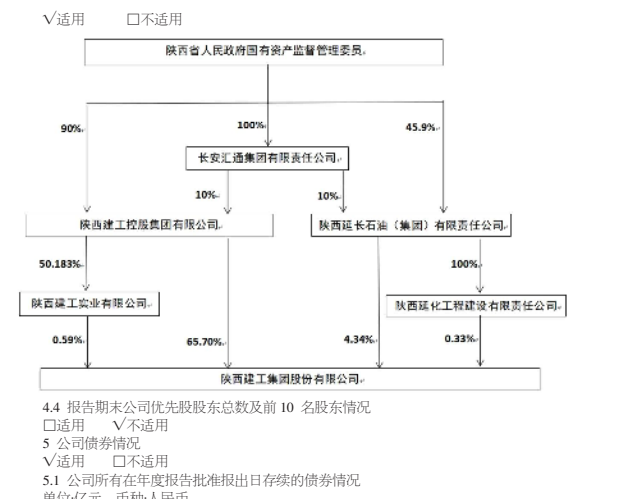 √适用 □不适用
陕西省人民政府国有资产监督管理委员
90%
100%
45.9%
长安汇通集团有限责任公司
10%
10%
陕西建工控股集团有限公司
陕西延长石油（集团）有限责任公司
50.183%
100%
陕西建工实业有限公司
陕西延化工程建设有限责任公司
0.59%
65.70%
4.34%
0.33%
陕西建工集团股份有限公司
4.4 报告期末公司优先股股东总数及前 10 名股东情况
□适用 √不适用
5 公司债券情况
√适用 □不适用
5.1 公司所有在年度报告批准报出日存续的债券情况
单位:亿元 币种:人民币